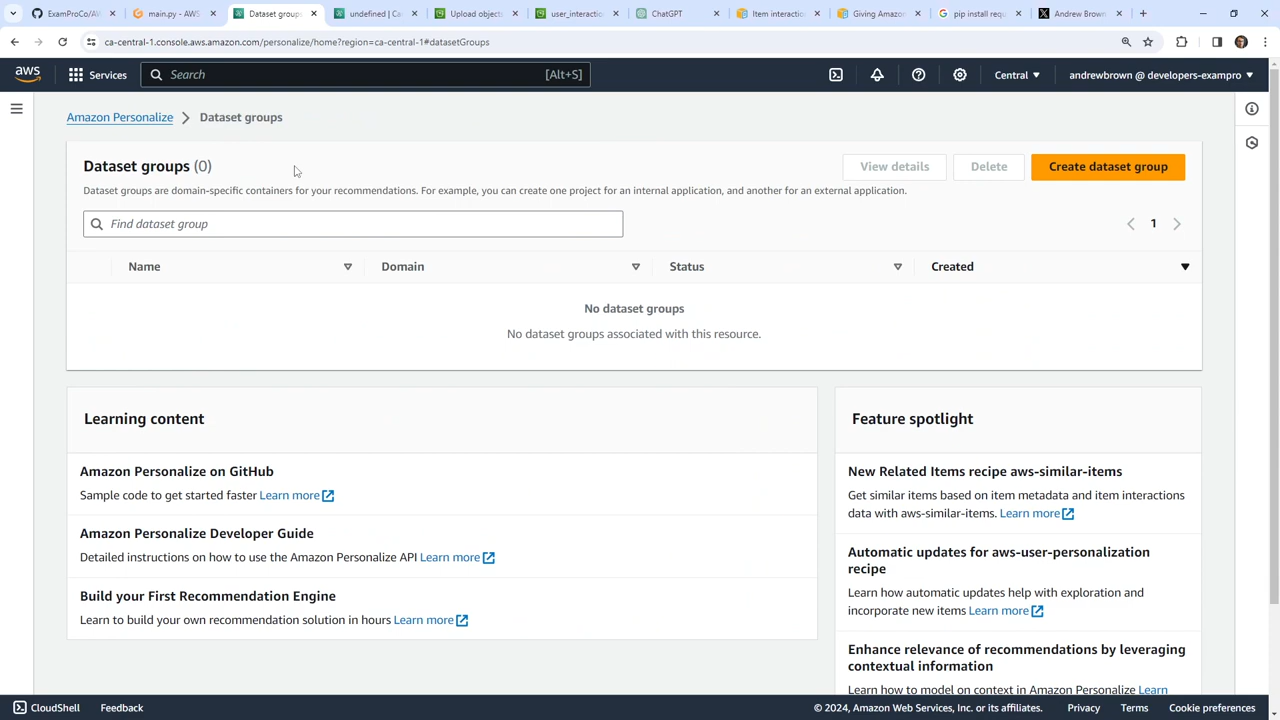 ExamProCo/AW
main.py - AWS
Dataset groups
undefined | Ca
Upload object
user_interactio
ChatGPT
Item interaction
Giving Amazon
pip install requ
Andrew Brown
ca-central-1.console.aws.amazon.com/personalize/home?region=ca-central-1#datasetGroups
aws
Services
Search
[Alt+S]
Central
andrewbrown @ developers-exampro
Amazon Personalize
Dataset groups
Dataset groups (0)
View details
Delete
Create dataset group
Dataset groups are domain-specific containers for your recommendations. For example, you can create one project for an internal application, and another for an external application.
Find dataset group
1
Name
Domain
Status
Created
No dataset groups
No dataset groups associated with this resource.
Learning content
Amazon Personalize on GitHub
Sample code to get started faster Learn more
Amazon Personalize Developer Guide
Detailed instructions on how to use the Amazon Personalize API Learn more
Build your First Recommendation Engine
Learn to build your own recommendation solution in hours Learn more
Feature spotlight
New Related Items recipe aws-similar-items
Get similar items based on item metadata and item interactions
data with aws-similar-items. Learn more
Automatic updates for aws-user-personalization
recipe
Learn how automatic updates help with exploration and
incorporate new items Learn more
Enhance relevance of recommendations by leveraging
contextual information
Learn how to model on context in Amazon Personalize Learn
CloudShell
Feedback
© 2024, Amazon Web Services, Inc. or its affiliates.
Privacy
Terms
Cookie preferences